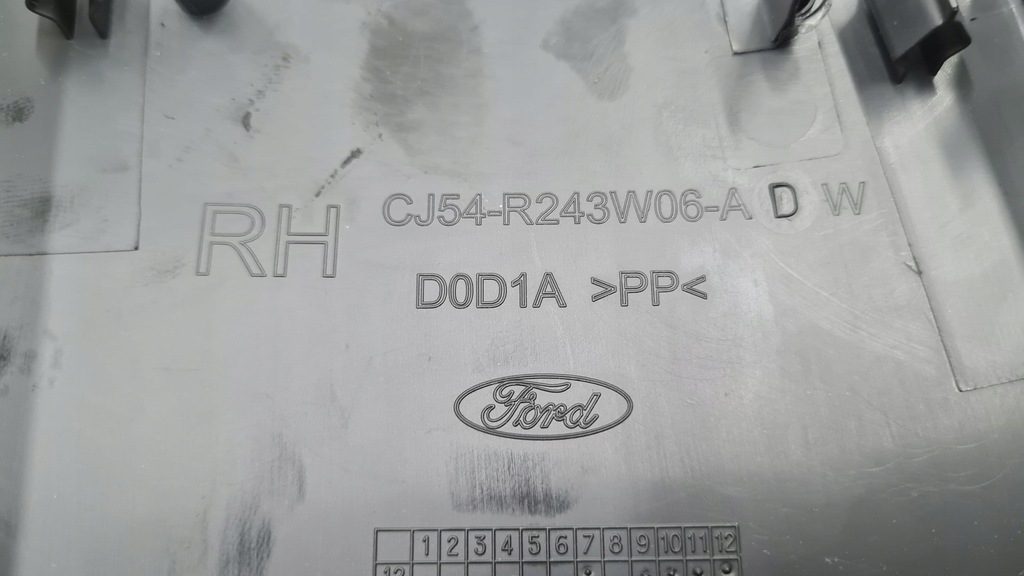 RH CJ54-R243W06-A D W
D0D1A >PP<
Ford
1 2 3 4 5 6 7 8 9 10 11 12